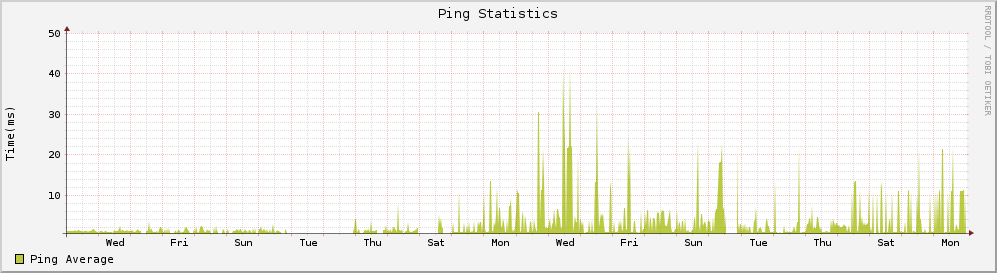 Ping Statistics
RRDTOOL / TOBI OETIKER
Time(ms)
50
40
30
20
10
Wed Fri Sun Tue Thu Sat Mon Wed Fri Sun Tue Thu Sat Mon
Ping Average